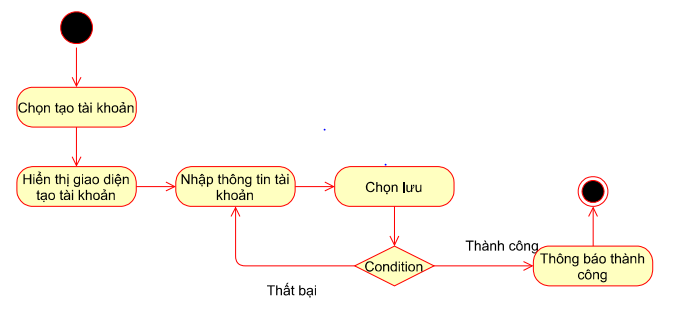 Chọn tạo tài khoản
Hiển thị giao diện
tạo tài khoản
Nhập thông tin tài
khoản
Chọn lưu
Condition
Thành công
Thất bại
Thông báo thành
công